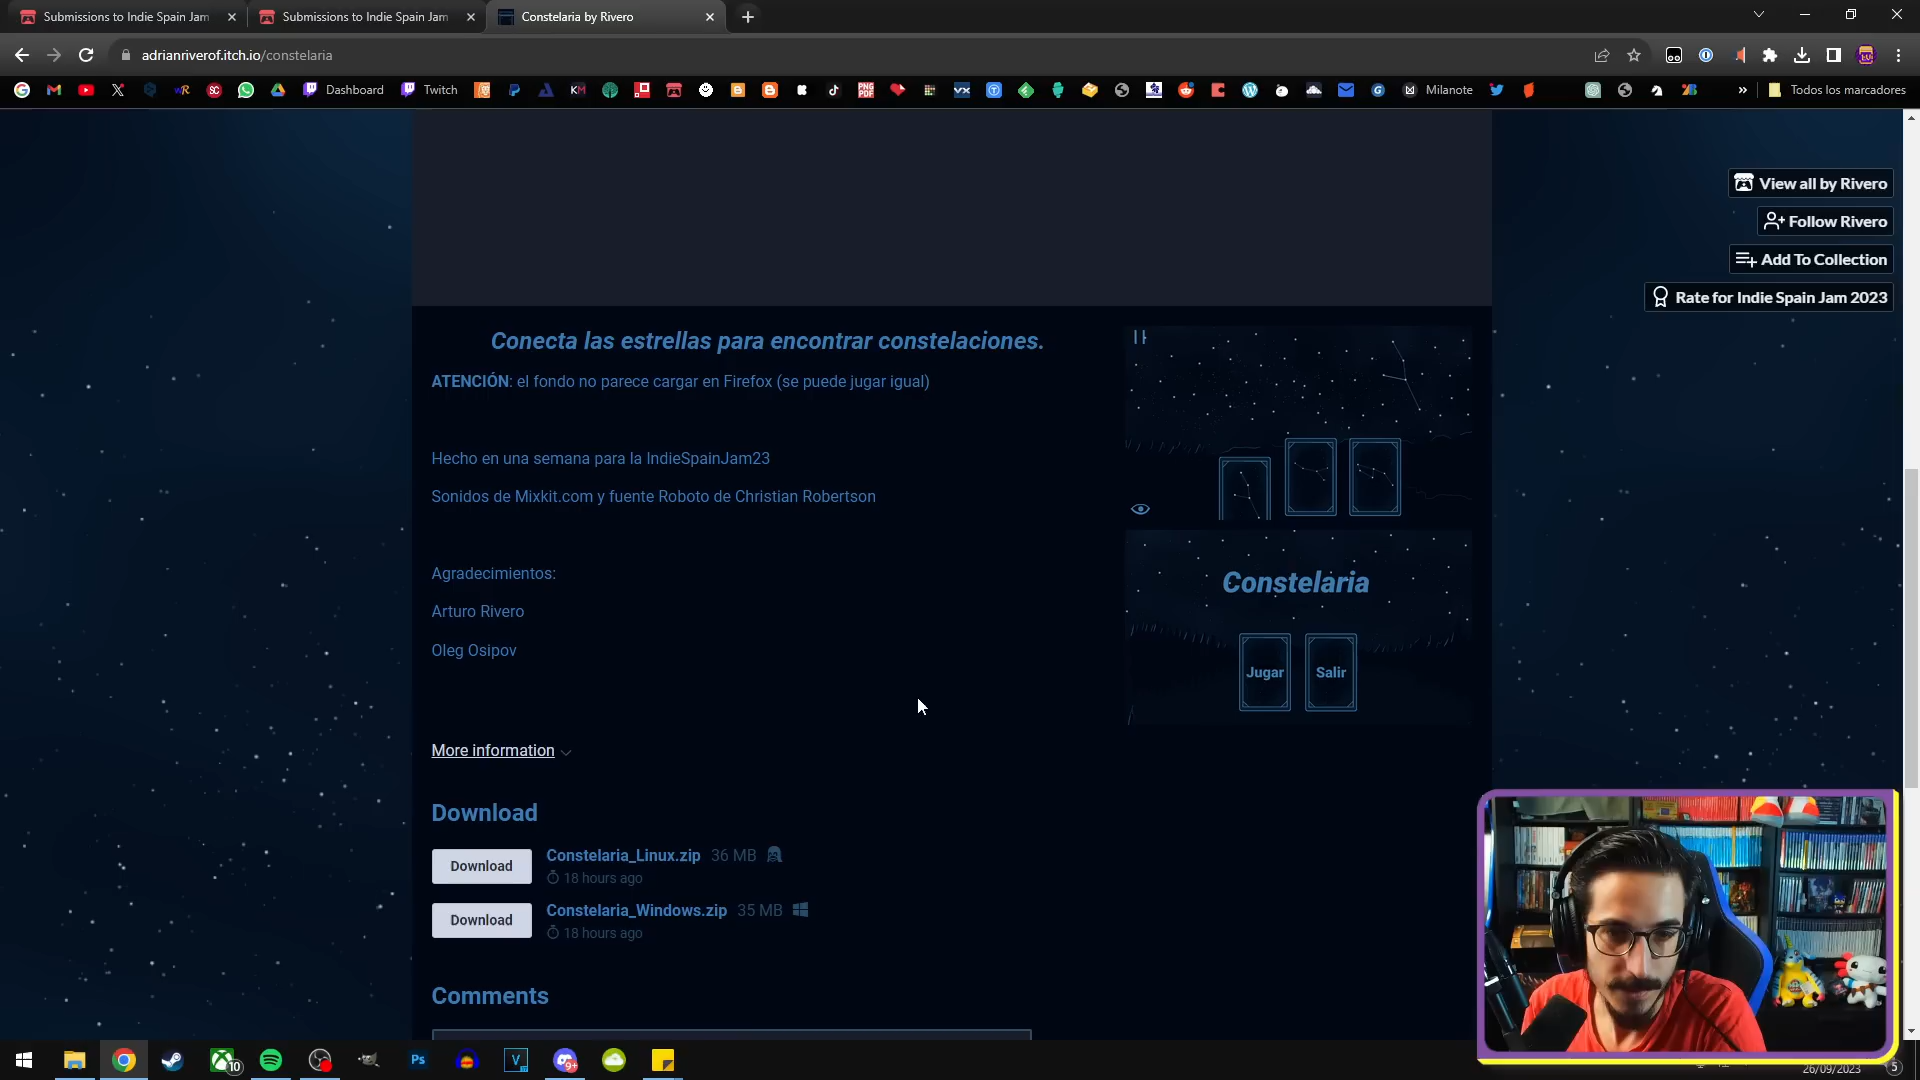 Submissions to Indie Spain Jam
Submissions to Indie Spain Jam
Constelaria by Rivero
adrianriverof.itch.io/constelaria
Dashboard
Twitch
Milanote
Todos los marcadores
View all by Rivero
Follow Rivero
Add To Collection
Rate for Indie Spain Jam 2023
Conecta las estrellas para encontrar constelaciones.
ATENCIÓN: el fondo no parece cargar en Firefox (se puede jugar igual)
Hecho en una semana para la IndieSpainJam23
Sonidos de Mixkit.com y fuente Roboto de Christian Robertson
Agradecimientos:
Arturo Rivero
Oleg Osipov
Constelaria
Jugar
Salir
More information
Download
Download
Constelaria_Linux.zip 36 MB
18 hours ago
Download
Constelaria_Windows.zip 35 MB
18 hours ago
Comments
26/09/2023